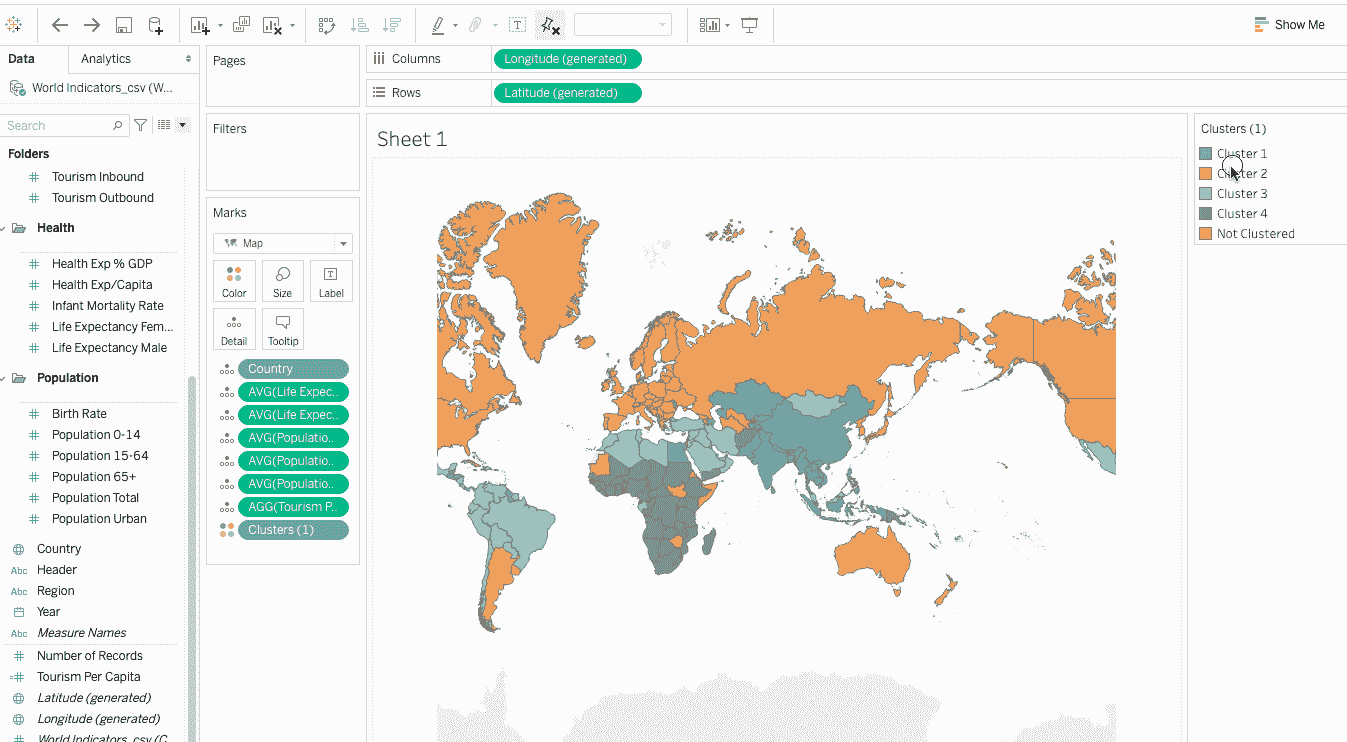 Show Me
Data
Analytics
Pages
Columns
Longitude (generated)
World Indicators_csv (W...
Rows
Latitude (generated)
Search
Filters
Sheet 1
Clusters (1)
Folders
Cluster 1
Cluster 2
Cluster 3
Cluster 4
Not Clustered
Tourism Inbound
Tourism Outbound
Health
Health Exp % GDP
Health Exp/Capita
Infant Mortality Rate
Life Expectancy Fem...
Life Expectancy Male
Population
Birth Rate
Population 0-14
Population 15-64
Population 65+
Population Total
Population Urban
Country
Abc Header
Abc Region
Year
Abc Measure Names
Number of Records
Tourism Per Capita
Latitude (generated)
Longitude (generated)
World Indicators_csv (C
Marks
Map
Color
Size
Label
Detail
Tooltip
Country
AVG(Life Expec..
AVG(Life Expec..
AVG(Populatio..
AVG(Populatio..
AVG(Populatio..
AGG(Tourism P..
Clusters (1)